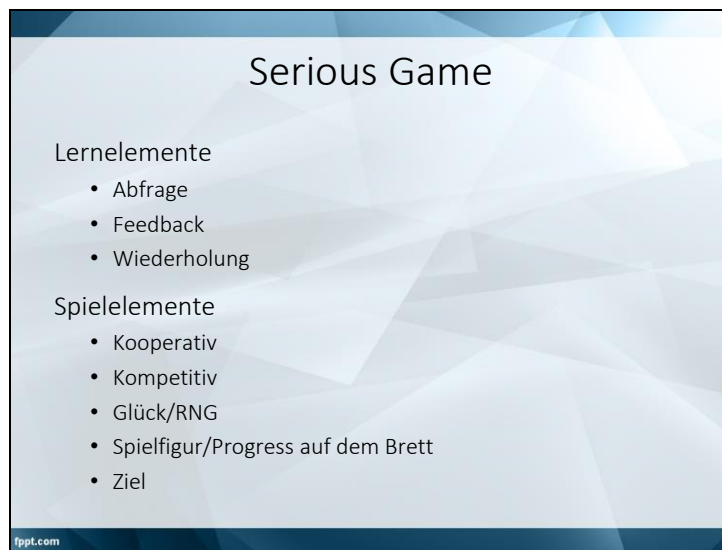 Serious Game
Lernelemente
• Abfrage
• Feedback
• Wiederholung
Spielelemente
• Kooperativ
• Kompetitiv
• Glück/RNG
• Spielfigur/Progress auf dem Brett
• Ziel
fppt.com